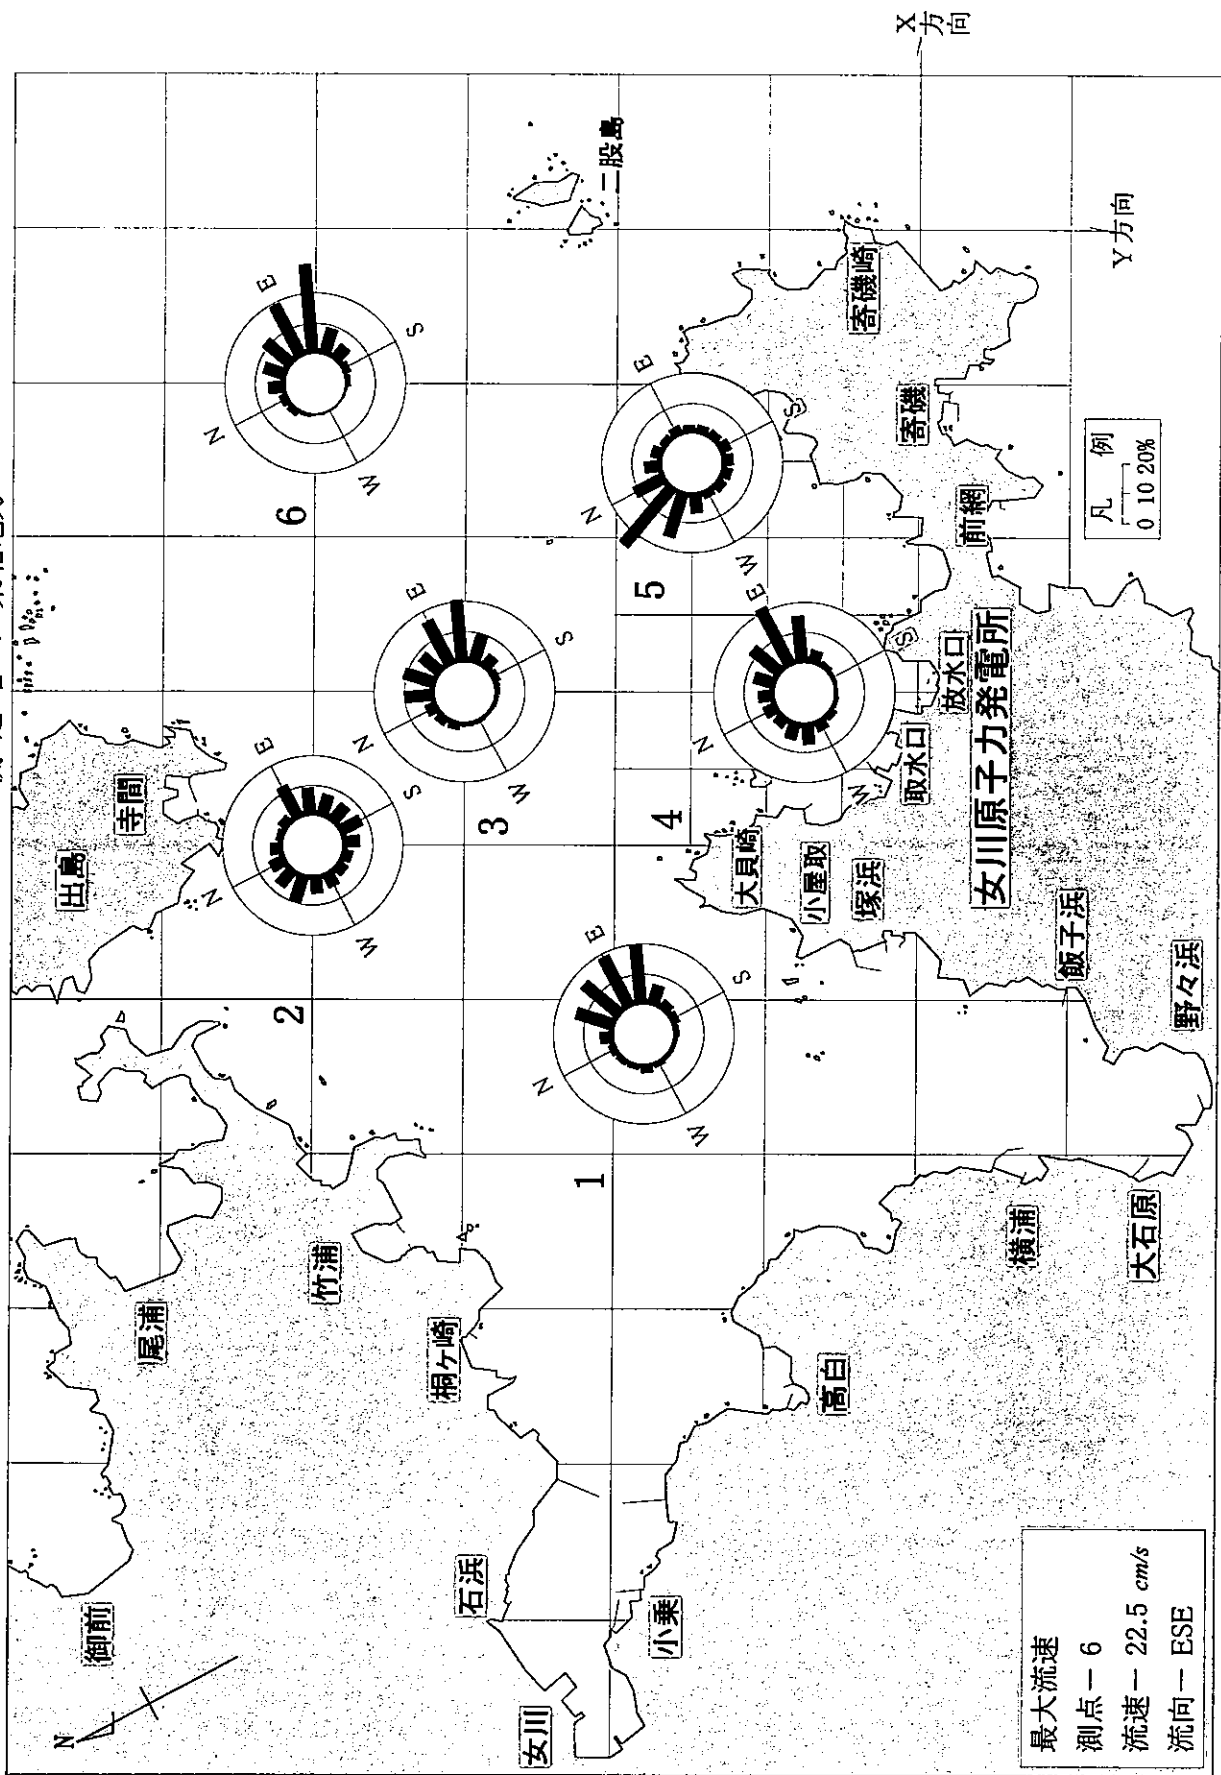 X方向
Y方向
二股島
寄磯崎
寄磯
前網
凡例
0 10 20%
6
N
E
S
W
5
N
E
S
W
3
N
E
S
W
4
N
E
S
W
2
N
E
S
W
1
N
E
S
W
出島
寺間
放水口
取水口
女川原子力発電所
大貝崎
小屋取
塚浜
飯子浜
野々浜
大石原
横浦
高白
尾浦
竹浦
桐ヶ崎
石浜
小乗
女川
御前
N
最大流速
測点－6
流速－22.5 cm/s
流向－ESE